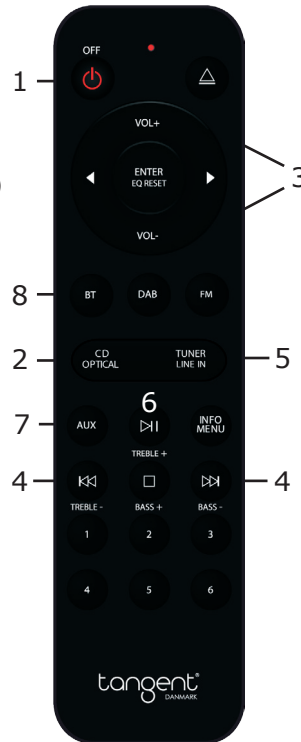 OFF
1
VOL+
3
ENTER
EQ RESET
VOL-
8
BT DAB FM
2
CD TUNER
OPTICAL LINE IN
5
6
7
AUX INFO
MENU
TREBLE +
4 4
TREBLE - BASS + BASS -
1 2 3
4 5 6
tangent®
DANMARK